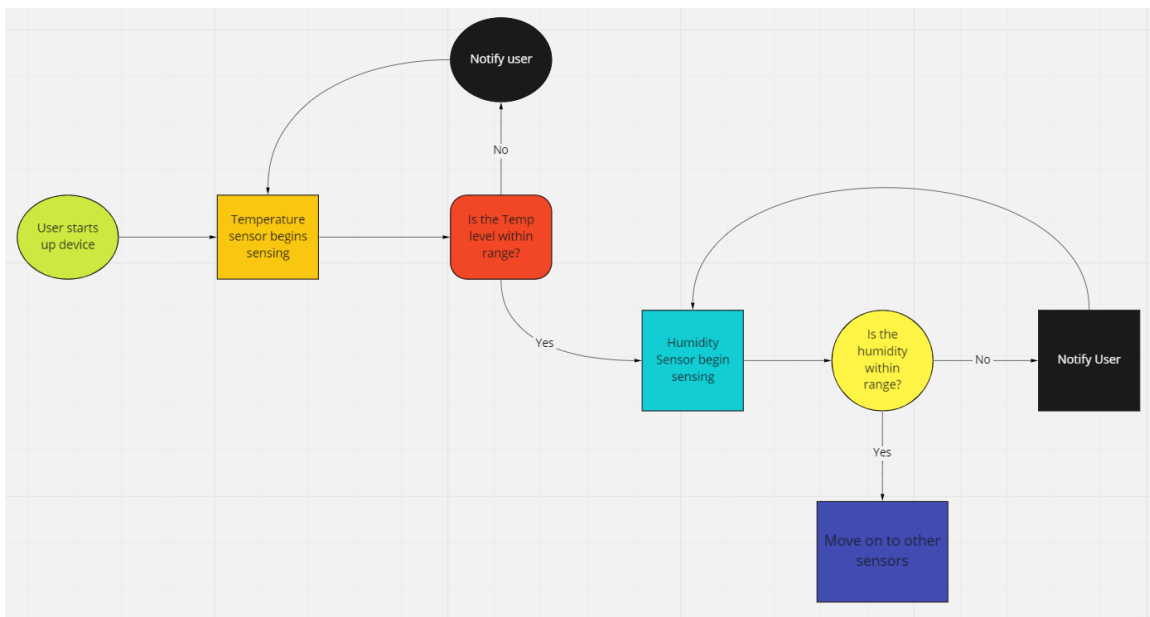 Notify user
No
User starts
up device
Temperature
sensor begins
sensing
Is the Temp
level within
range?
Yes
Humidity
Sensor begin
sensing
Is the
humidity
within
range?
No
Notify User
Yes
Move on to other
sensors